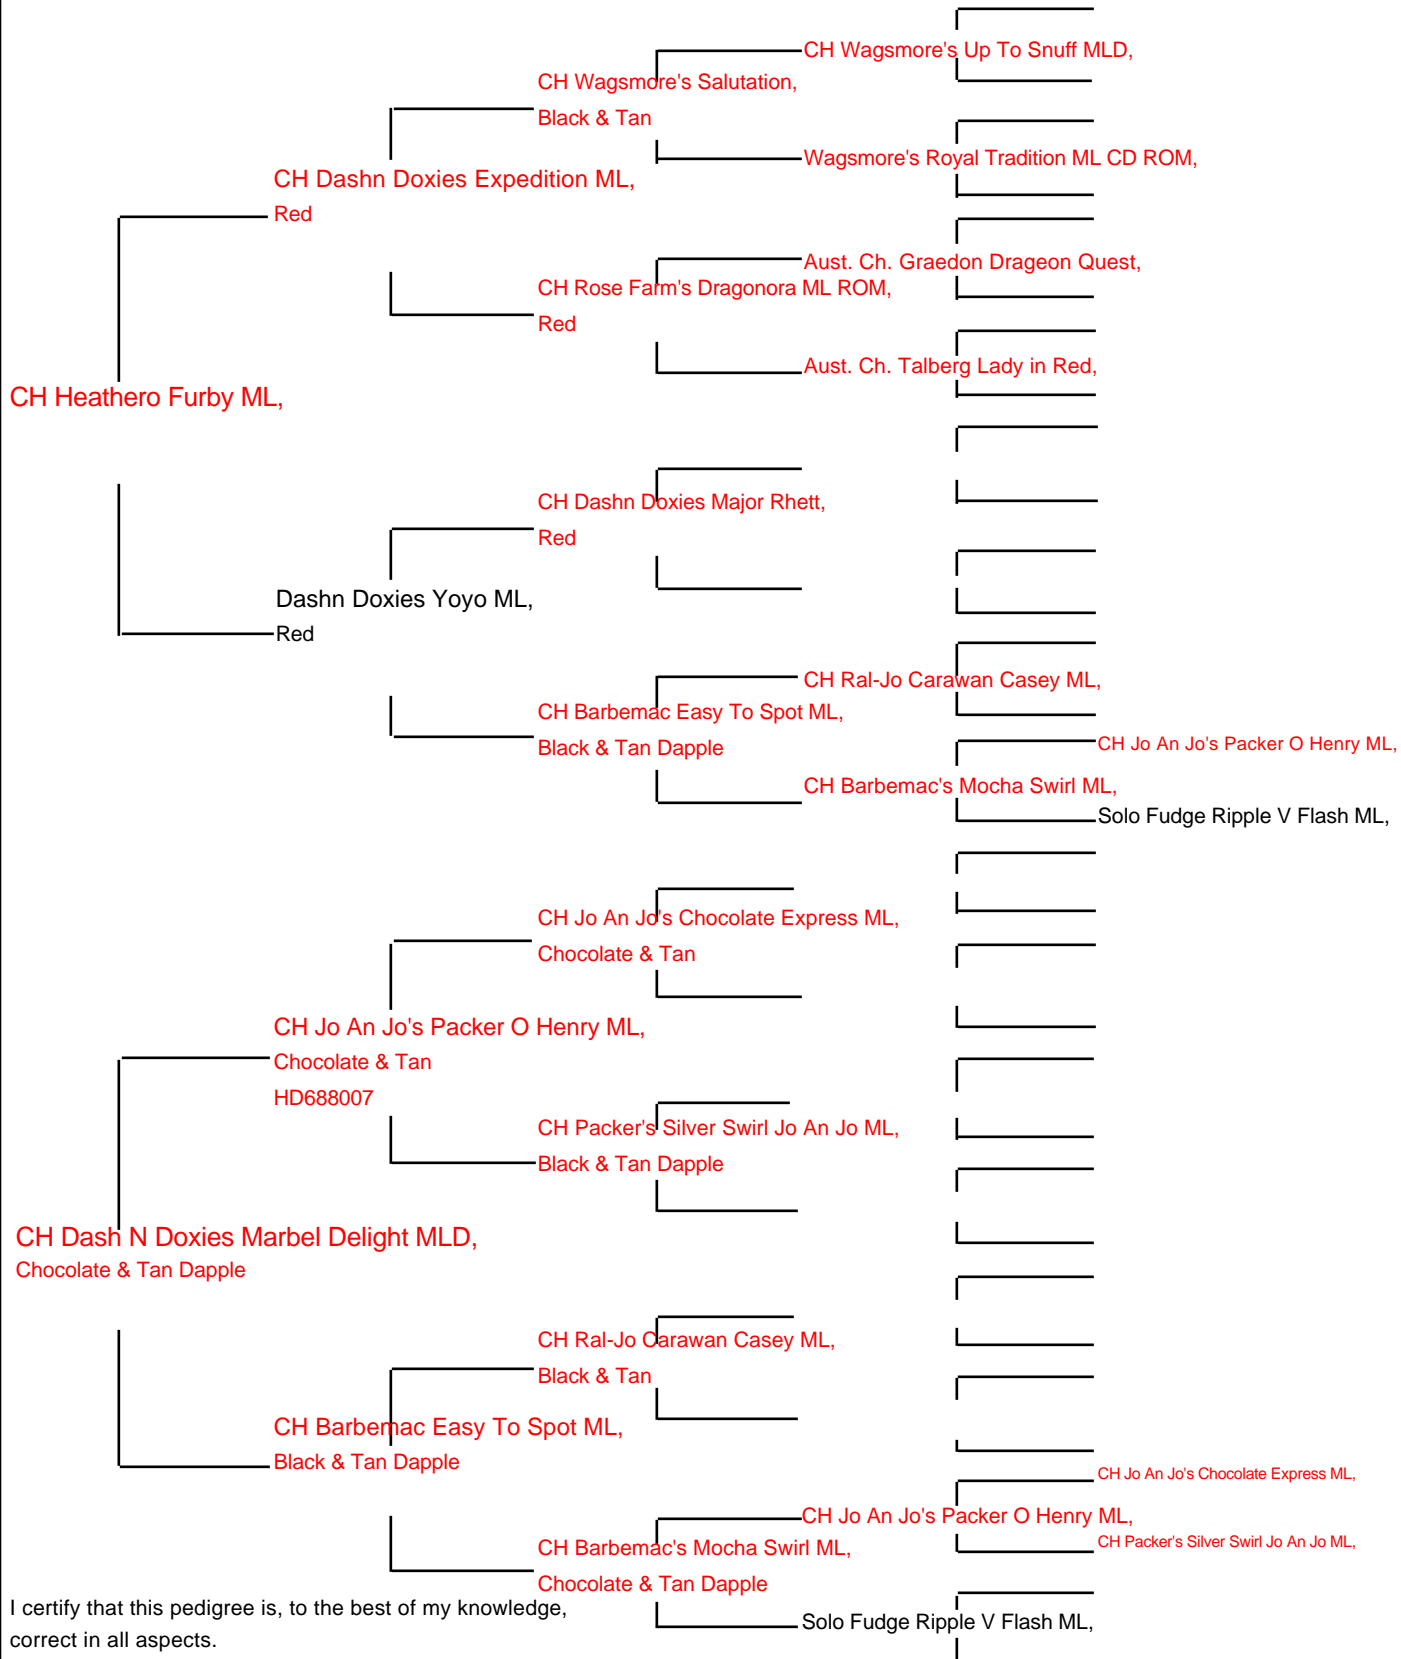 CH Wagsmore's Up To Snuff MLD,
CH Wagsmore's Salutation,
Black & Tan
Wagsmore's Royal Tradition ML CD ROM,
CH Dashn Doxies Expedition ML,
Red
Aust. Ch. Graedon Drageon Quest,
CH Rose Farm's Dragonora ML ROM,
Red
Aust. Ch. Talberg Lady in Red,
CH Heathero Furby ML,
CH Dashn Doxies Major Rhett,
Red
Dashn Doxies Yoyo ML,
Red
CH Ral-Jo Carawan Casey ML,
CH Barbemac Easy To Spot ML,
Black & Tan Dapple
CH Jo An Jo's Packer O Henry ML,
CH Barbemac's Mocha Swirl ML,
Solo Fudge Ripple V Flash ML,
CH Jo An Jo's Chocolate Express ML,
Chocolate & Tan
CH Jo An Jo's Packer O Henry ML,
Chocolate & Tan
HD688007
CH Packer's Silver Swirl Jo An Jo ML,
Black & Tan Dapple
CH Dash N Doxies Marbel Delight MLD,
Chocolate & Tan Dapple
CH Ral-Jo Carawan Casey ML,
Black & Tan
CH Barbemac Easy To Spot ML,
Black & Tan Dapple
CH Jo An Jo's Chocolate Express ML,
CH Jo An Jo's Packer O Henry ML,
CH Packer's Silver Swirl Jo An Jo ML,
CH Barbemac's Mocha Swirl ML,
Chocolate & Tan Dapple
Solo Fudge Ripple V Flash ML,
I certify that this pedigree is, to the best of my knowledge,
correct in all aspects.